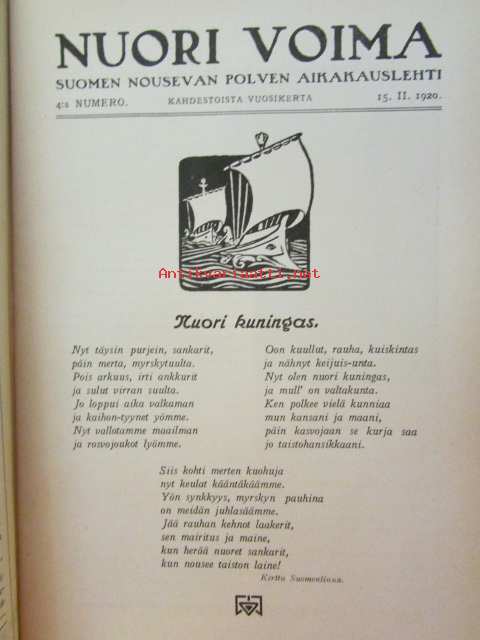 NUORI VOIMA
SUOMEN NOUSEVAN POLVEN AIKAKAUSLEHTI
4:s NUMERO. KAHDESTOISTA VUOSIKERTA 15. II. 1920.
Antikvariaatti.net
Nuori kuningas.
Nyt täysin purjein, sankarit,
päin merta, myrskytuulta.
Pois arkuus, irti ankkurit
ja sulut virran suulta.
Jo loppui aika valkaman
ja kaihon-tyynet yömme.
Nyt vallotamme maailman
ja rosvojoukot lyömme.
Oon kuullut, rauha, kuiskintas
ja nähnyt keijuis-unta.
Nyt olen nuori kuningas,
ja mull' on valtakunta.
Ken polkee vielä kunniaa
mun kansani ja maani,
päin kasvojaan se kurja saa
jo taistohansikkaani.
Siis kohti merten kuohuja
nyt keulat kääntäkäämme.
Yön synkkyys, myrskyn pauhina
on meidän juhlasäämme.
Jää rauhan kehnot laakerit,
sen mairitus ja maine,
kun herää nuoret sankarit,
kun nousee taiston laine!
Kerttu Suomenlinna.